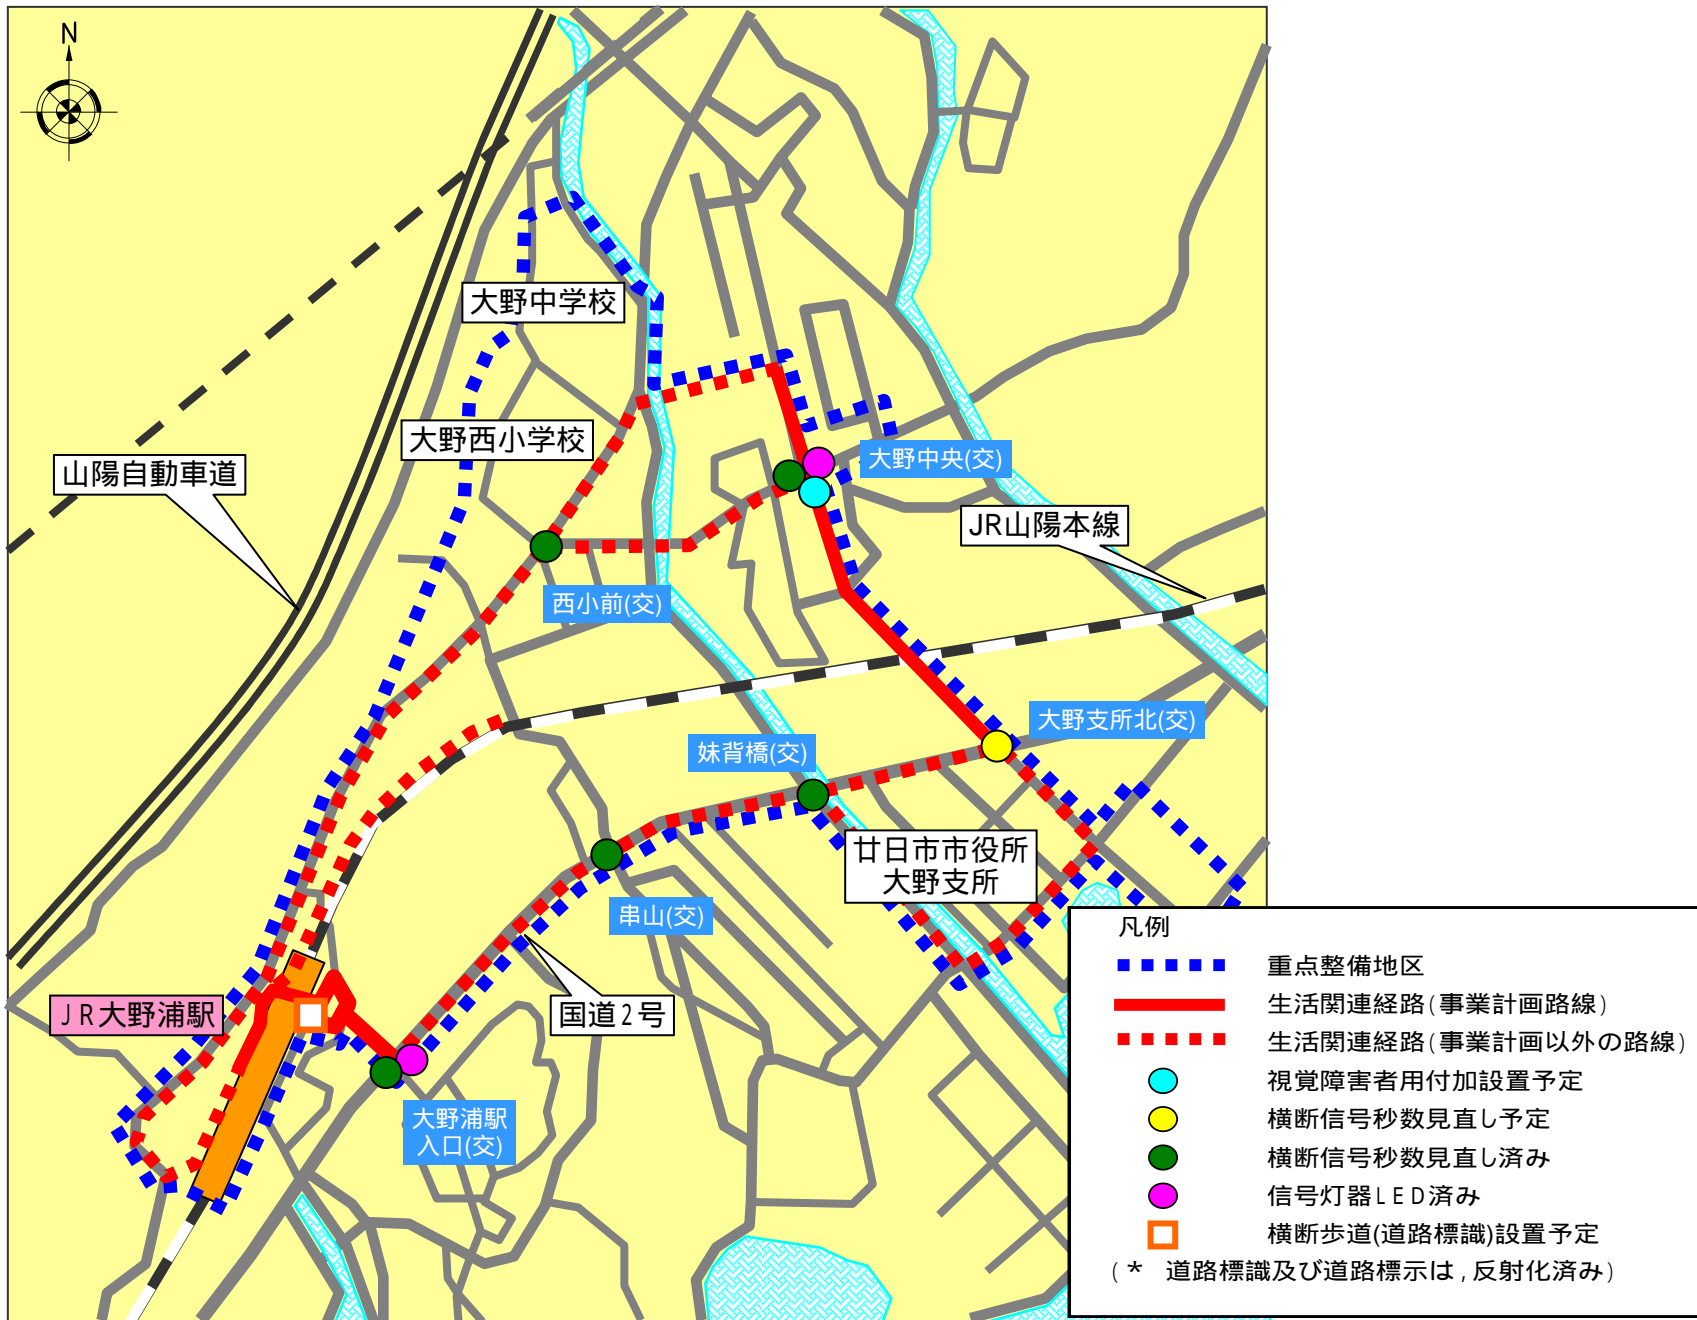 N
大野中学校
大野西小学校
山陽自動車道
大野中央(交)
JR山陽本線
西小前(交)
大野支所北(交)
妹背橋(交)
廿日市市役所
大野支所
串山(交)
JR大野浦駅
国道2号
大野浦駅
入口(交)
凡例
重点整備地区
生活関連経路(事業計画路線)
生活関連経路(事業計画以外の路線)
視覚障害者用付加設置予定
横断信号秒数見直し予定
横断信号秒数見直し済み
信号灯器LED済み
横断歩道(道路標識)設置予定
(* 道路標識及び道路標示は,反射化済み)